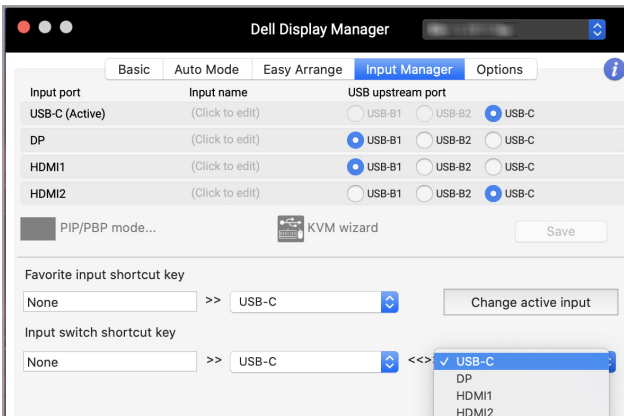 Dell Display Manager
Basic Auto Mode Easy Arrange Input Manager Options i
Input port Input name USB upstream port
USB-C (Active) (Click to edit) USB-B1 USB-B2 USB-C
DP (Click to edit) USB-B1 USB-B2 USB-C
HDMI1 (Click to edit) USB-B1 USB-B2 USB-C
HDMI2 (Click to edit) USB-B1 USB-B2 USB-C
PIP/PBP mode... KVM wizard Save
Favorite input shortcut key
None >> USB-C Change active input
Input switch shortcut key
None >> USB-C <<> ✓ USB-C
DP
HDMI1
HDMI2